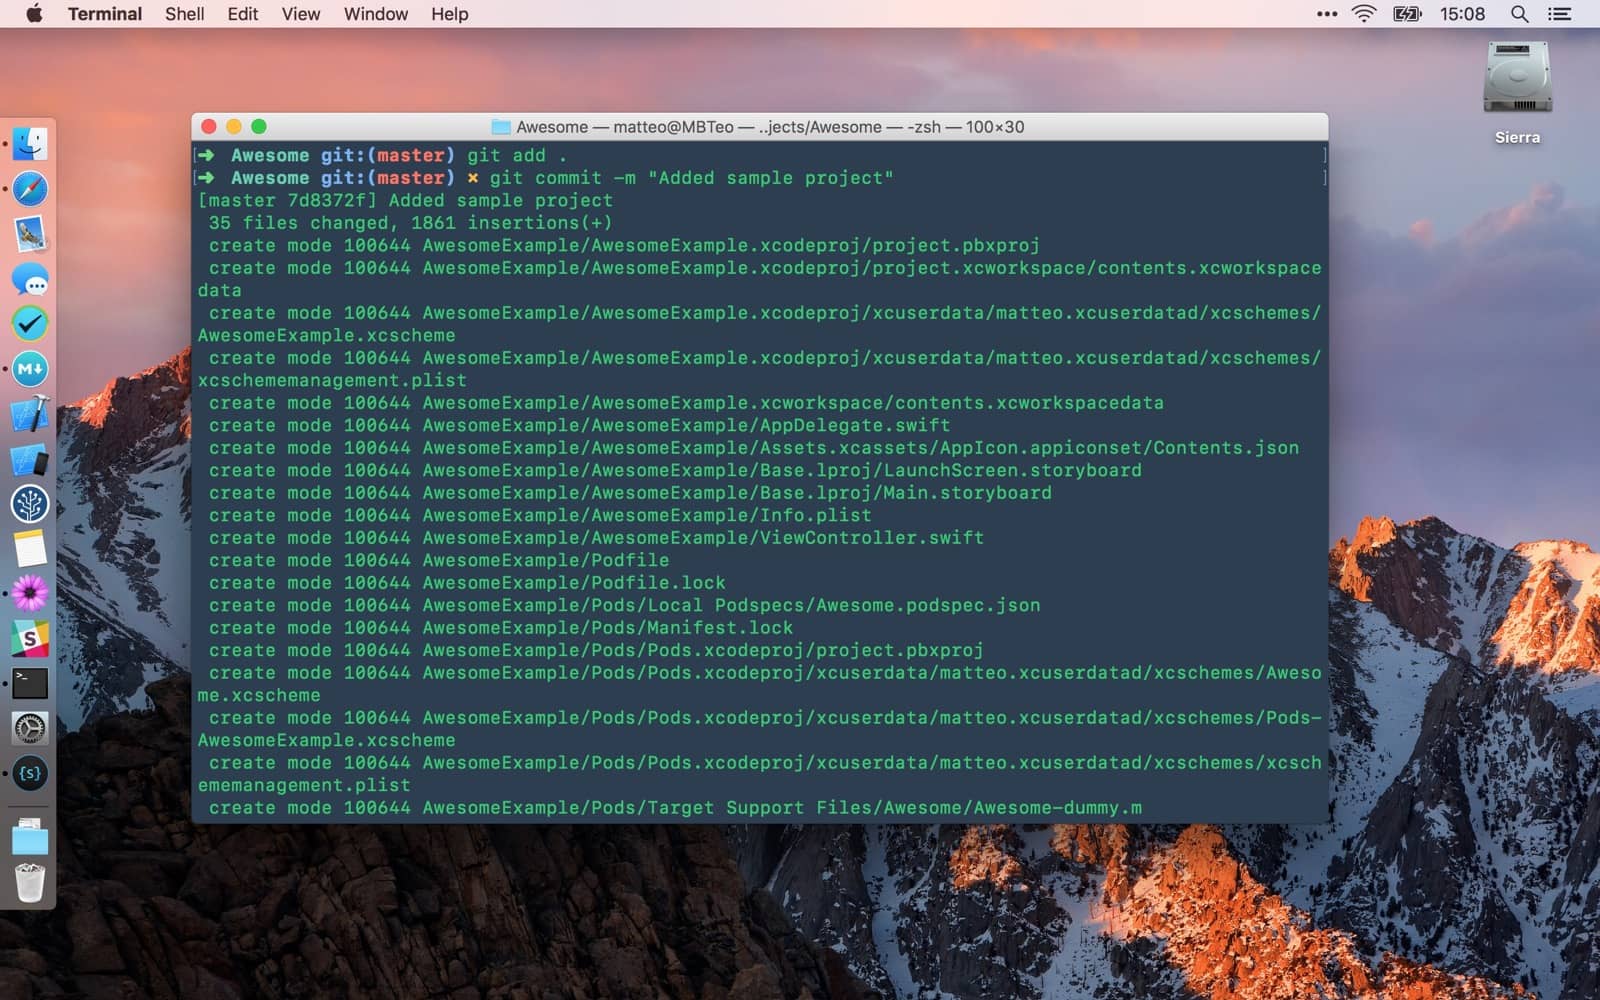 Terminal Shell Edit View Window Help 15:08
Sierra
Awesome — matteo@MBTeo — ..jects/Awesome — -zsh — 100×30
[➜ Awesome git:(master) git add . ]
[➜ Awesome git:(master) ✗ git commit -m "Added sample project" ]
[master 7d8372f] Added sample project
35 files changed, 1861 insertions(+)
create mode 100644 AwesomeExample/AwesomeExample.xcodeproj/project.pbxproj
create mode 100644 AwesomeExample/AwesomeExample.xcodeproj/project.xcworkspace/contents.xcworkspace
data
create mode 100644 AwesomeExample/AwesomeExample.xcodeproj/xcuserdata/matteo.xcuserdatad/xcschemes/
AwesomeExample.xcscheme
create mode 100644 AwesomeExample/AwesomeExample.xcodeproj/xcuserdata/matteo.xcuserdatad/xcschemes/
xcschememanagement.plist
create mode 100644 AwesomeExample/AwesomeExample.xcworkspace/contents.xcworkspacedata
create mode 100644 AwesomeExample/AwesomeExample/AppDelegate.swift
create mode 100644 AwesomeExample/AwesomeExample/Assets.xcassets/AppIcon.appiconset/Contents.json
create mode 100644 AwesomeExample/AwesomeExample/Base.lproj/LaunchScreen.storyboard
create mode 100644 AwesomeExample/AwesomeExample/Base.lproj/Main.storyboard
create mode 100644 AwesomeExample/AwesomeExample/Info.plist
create mode 100644 AwesomeExample/AwesomeExample/ViewController.swift
create mode 100644 AwesomeExample/Podfile
create mode 100644 AwesomeExample/Podfile.lock
create mode 100644 AwesomeExample/Pods/Local Podspecs/Awesome.podspec.json
create mode 100644 AwesomeExample/Pods/Manifest.lock
create mode 100644 AwesomeExample/Pods/Pods.xcodeproj/project.pbxproj
create mode 100644 AwesomeExample/Pods/Pods.xcodeproj/xcuserdata/matteo.xcuserdatad/xcschemes/Aweso
me.xcscheme
create mode 100644 AwesomeExample/Pods/Pods.xcodeproj/xcuserdata/matteo.xcuserdatad/xcschemes/Pods-
AwesomeExample.xcscheme
create mode 100644 AwesomeExample/Pods/Pods.xcodeproj/xcuserdata/matteo.xcuserdatad/xcschemes/xcsch
ememanagement.plist
create mode 100644 AwesomeExample/Pods/Target Support Files/Awesome/Awesome-dummy.m
M↓
S
>_
{s}